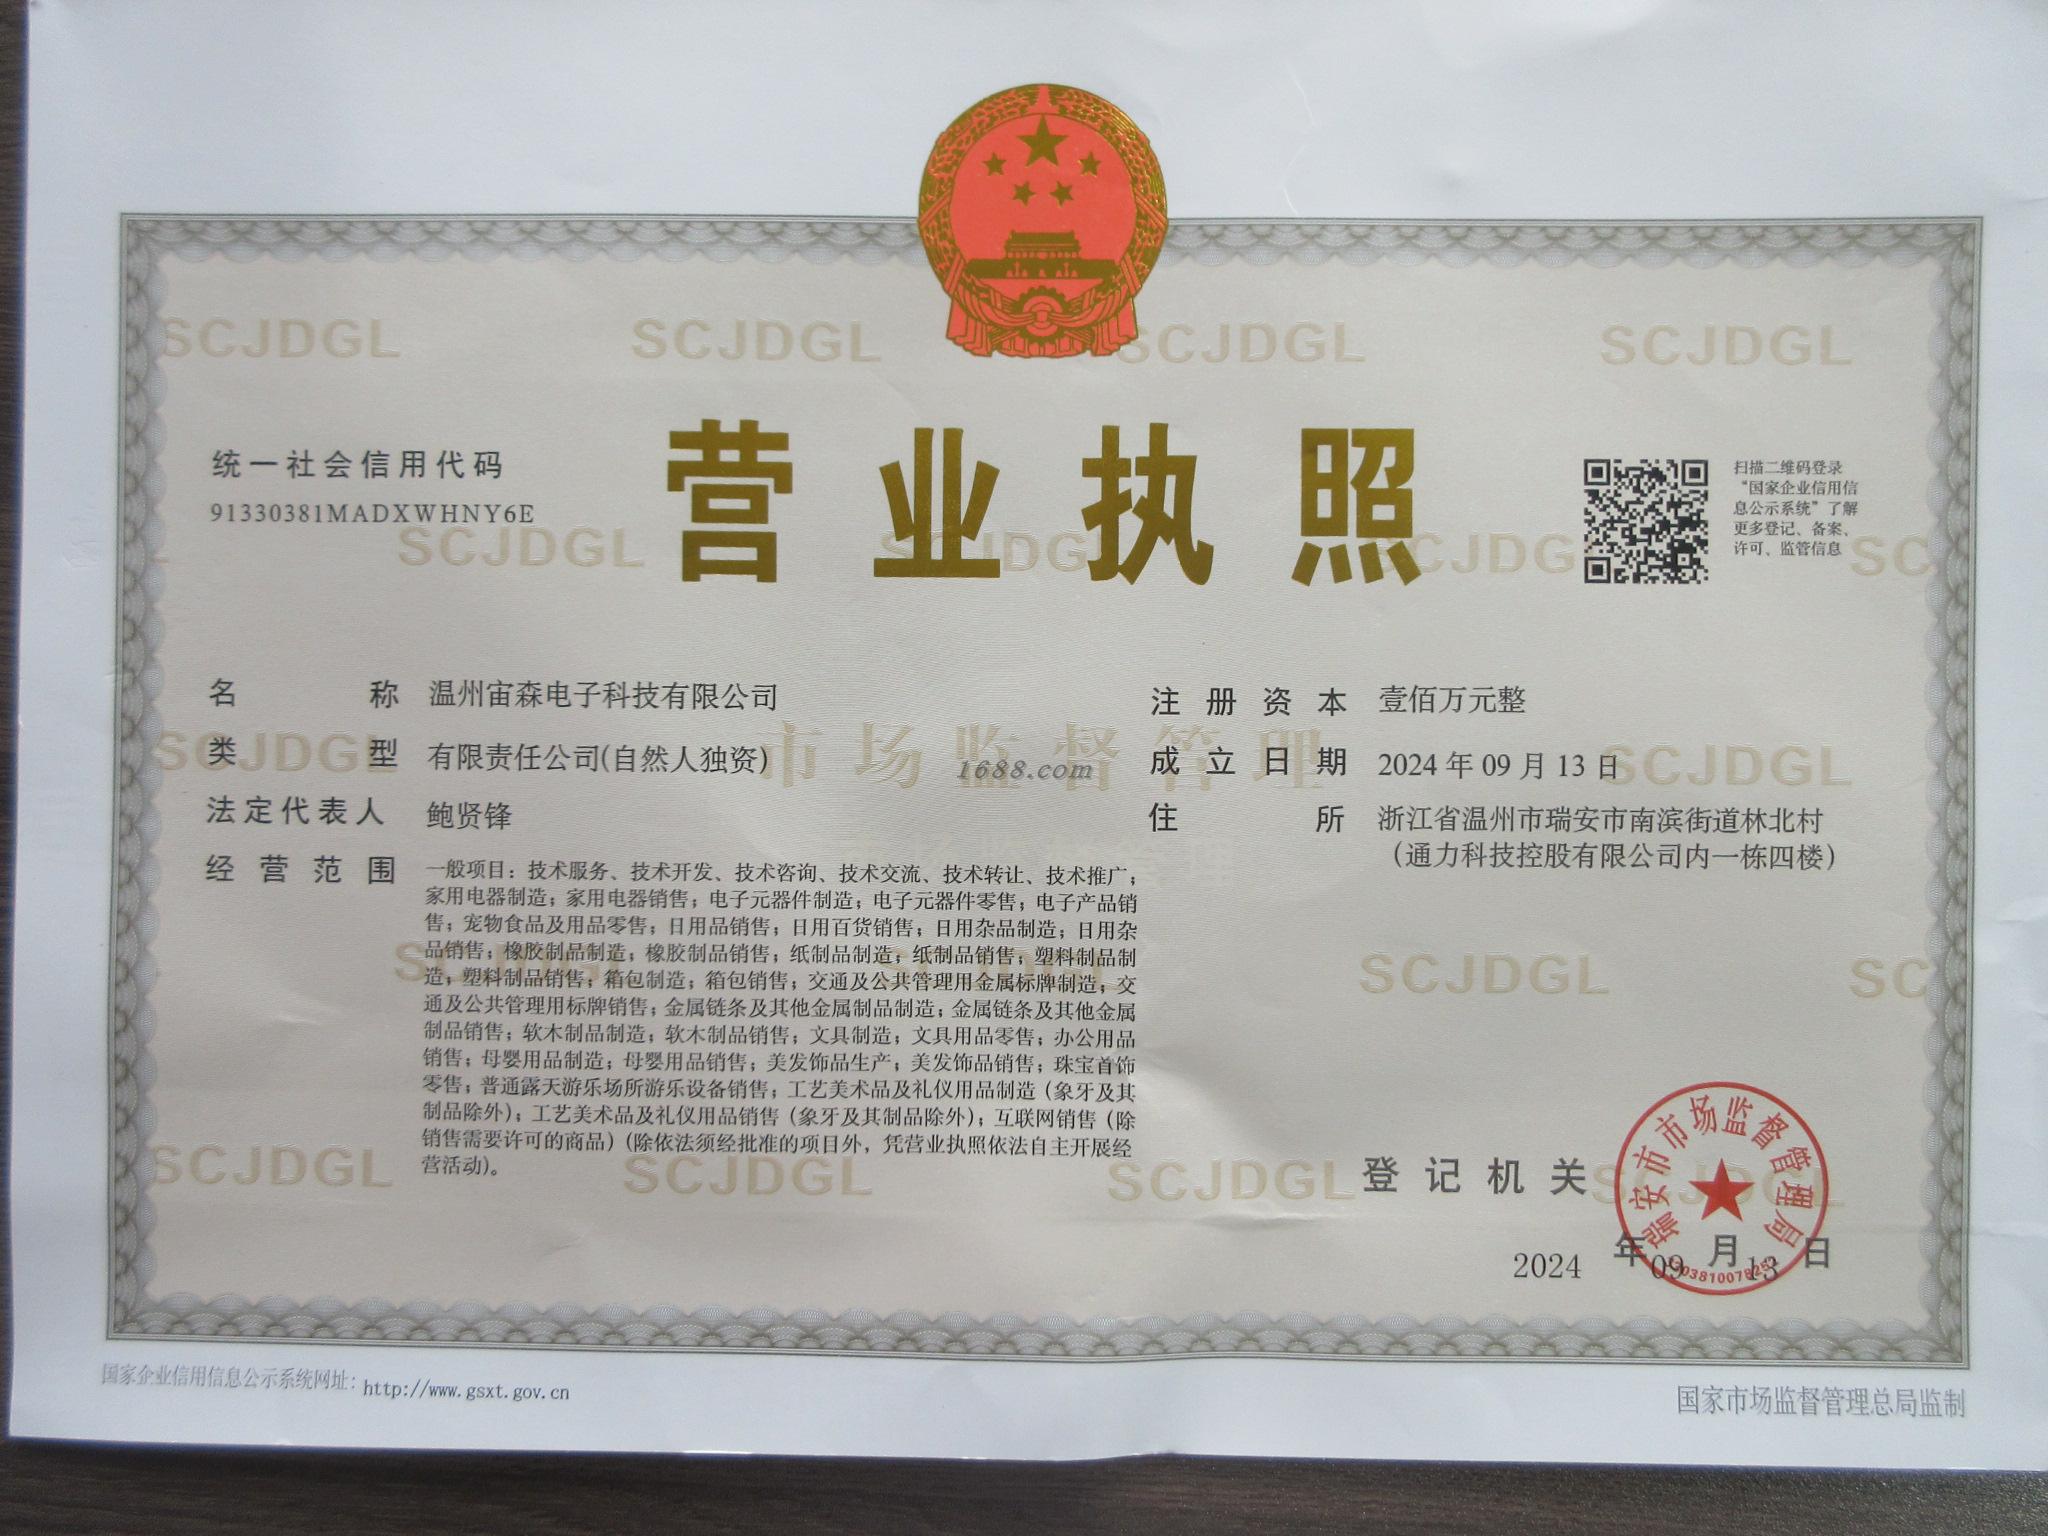 SCJDGL SCJDGL SCJDGL SCJDGL
营业执照
统一社会信用代码
91330381MADXWHNY6E
扫描二维码登录
“国家企业信用信
息公示系统”了解
更多登记、备案、
许可、监管信息
SCJDGL SCJDGL SCJDGL SC
名称 温州宙森电子科技有限公司
类型 有限责任公司(自然人独资)
法定代表人 鲍贤锋
经营范围 一般项目：技术服务、技术开发、技术咨询、技术交流、技术转让、技术推广；
家用电器制造；家用电器销售；电子元器件制造；电子元器件零售；电子产品销
售；宠物食品及用品零售；日用品销售；日用百货销售；日用杂品制造；日用杂
品销售；橡胶制品制造；橡胶制品销售；纸制品制造；纸制品销售；塑料制品制
造；塑料制品销售；箱包制造；箱包销售；交通及公共管理用金属标牌制造；交
通及公共管理用标牌销售；金属链条及其他金属制品制造；金属链条及其他金属
制品销售；软木制品制造；软木制品销售；文具制造；文具用品零售；办公用品
销售；母婴用品制造；母婴用品销售；美发饰品生产；美发饰品销售；珠宝首饰
零售；普通露天游乐场所游乐设备销售；工艺美术品及礼仪用品制造（象牙及其
制品除外）；工艺美术品及礼仪用品销售（象牙及其制品除外）；互联网销售（除
销售需要许可的商品）(除依法须经批准的项目外，凭营业执照依法自主开展经
营活动)。
注册资本 壹佰万元整
成立日期 2024 年 09 月 13 日
住所 浙江省温州市瑞安市南滨街道林北村
（通力科技控股有限公司内一栋四楼）
SCJDGL 市场监督管理 SCJDGL
1688.com
SCJDGL SC
SCJDGL SCJDGL SCJDGL
登记机关
瑞安市市场监督管理局
2024 年 09 月 13 日
国家企业信用信息公示系统网址：http://www.gsxt.gov.cn
国家市场监督管理总局监制